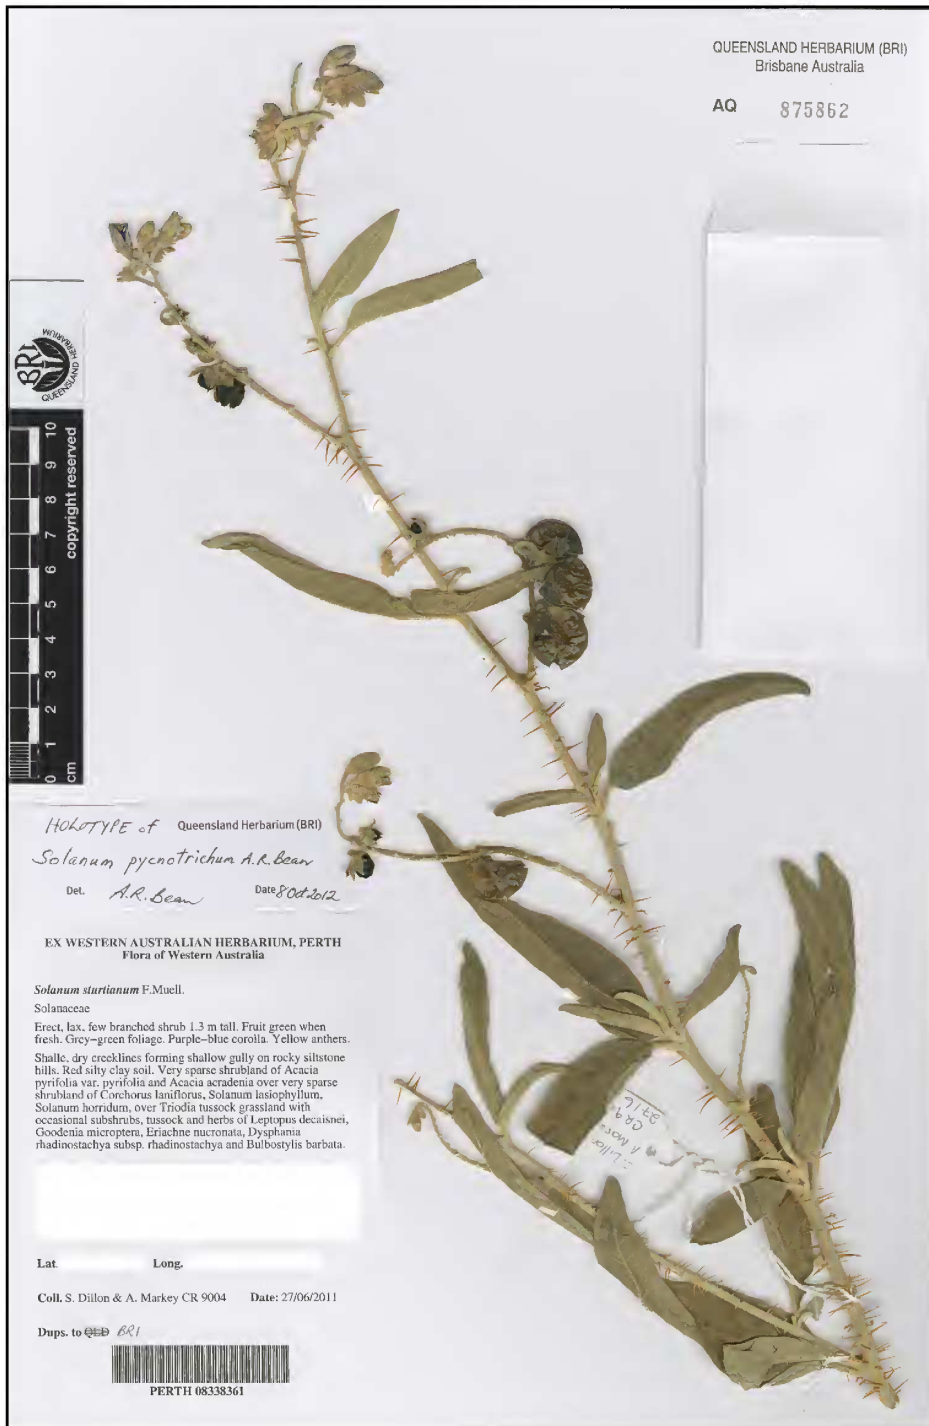 QUEENSLAND HERBARIUM (BRI)
Brisbane Australia
AQ 875862
BRI
QUEENSLAND HERBARIUM
0 1 2 3 4 5 6 7 8 9 10
cm
copyright reserved
HOLOTYPE of Queensland Herbarium (BRI)
Solanum pycnotrichum A.R. Bean
Det. A.R. Bean Date 8 Oct 2012
EX WESTERN AUSTRALIAN HERBARIUM, PERTH
Flora of Western Australia
Solanum sturtianum F.Muell.
Solanaceae
Erect, lax, few branched shrub 1.3 m tall. Fruit green when
fresh. Grey-green foliage. Purple-blue corolla. Yellow anthers.
Shalle, dry creeklines forming shallow gully on rocky siltstone
hills. Red silty clay soil. Very sparse shrubland of Acacia
pyrifolia var. pyrifolia and Acacia acradenia over very sparse
shrubland of Corchorus laniflorus, Solanum lasiophyllum,
Solanum horridum, over Triodia tussock grassland with
occasional subshrubs, tussock and herbs of Leptopus decaisnei,
Goodenia microptera, Eriachne nucronata, Dysphania
rhadinostachya subsp. rhadinostachya and Bulbostylis barbata.
Lat. Long.
Coll. S. Dillon & A. Markey CR 9004 Date: 27/06/2011
Dups. to QLD BRI
PERTH 08338361
2716